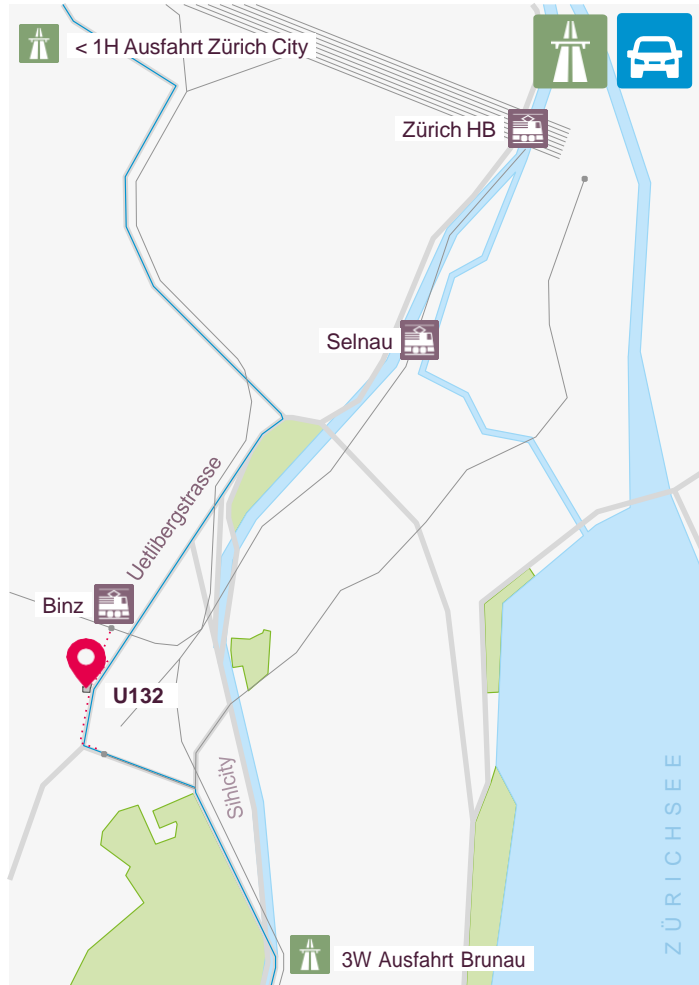 < 1H Ausfahrt Zürich City
Zürich HB
Selnau
Uetlibergstrasse
Binz
U132
Sihlcity
ZÜRICHSEE
3W Ausfahrt Brunau